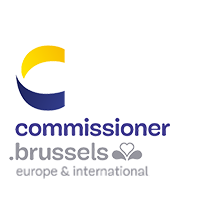 commissioner
.brussels
europe & international